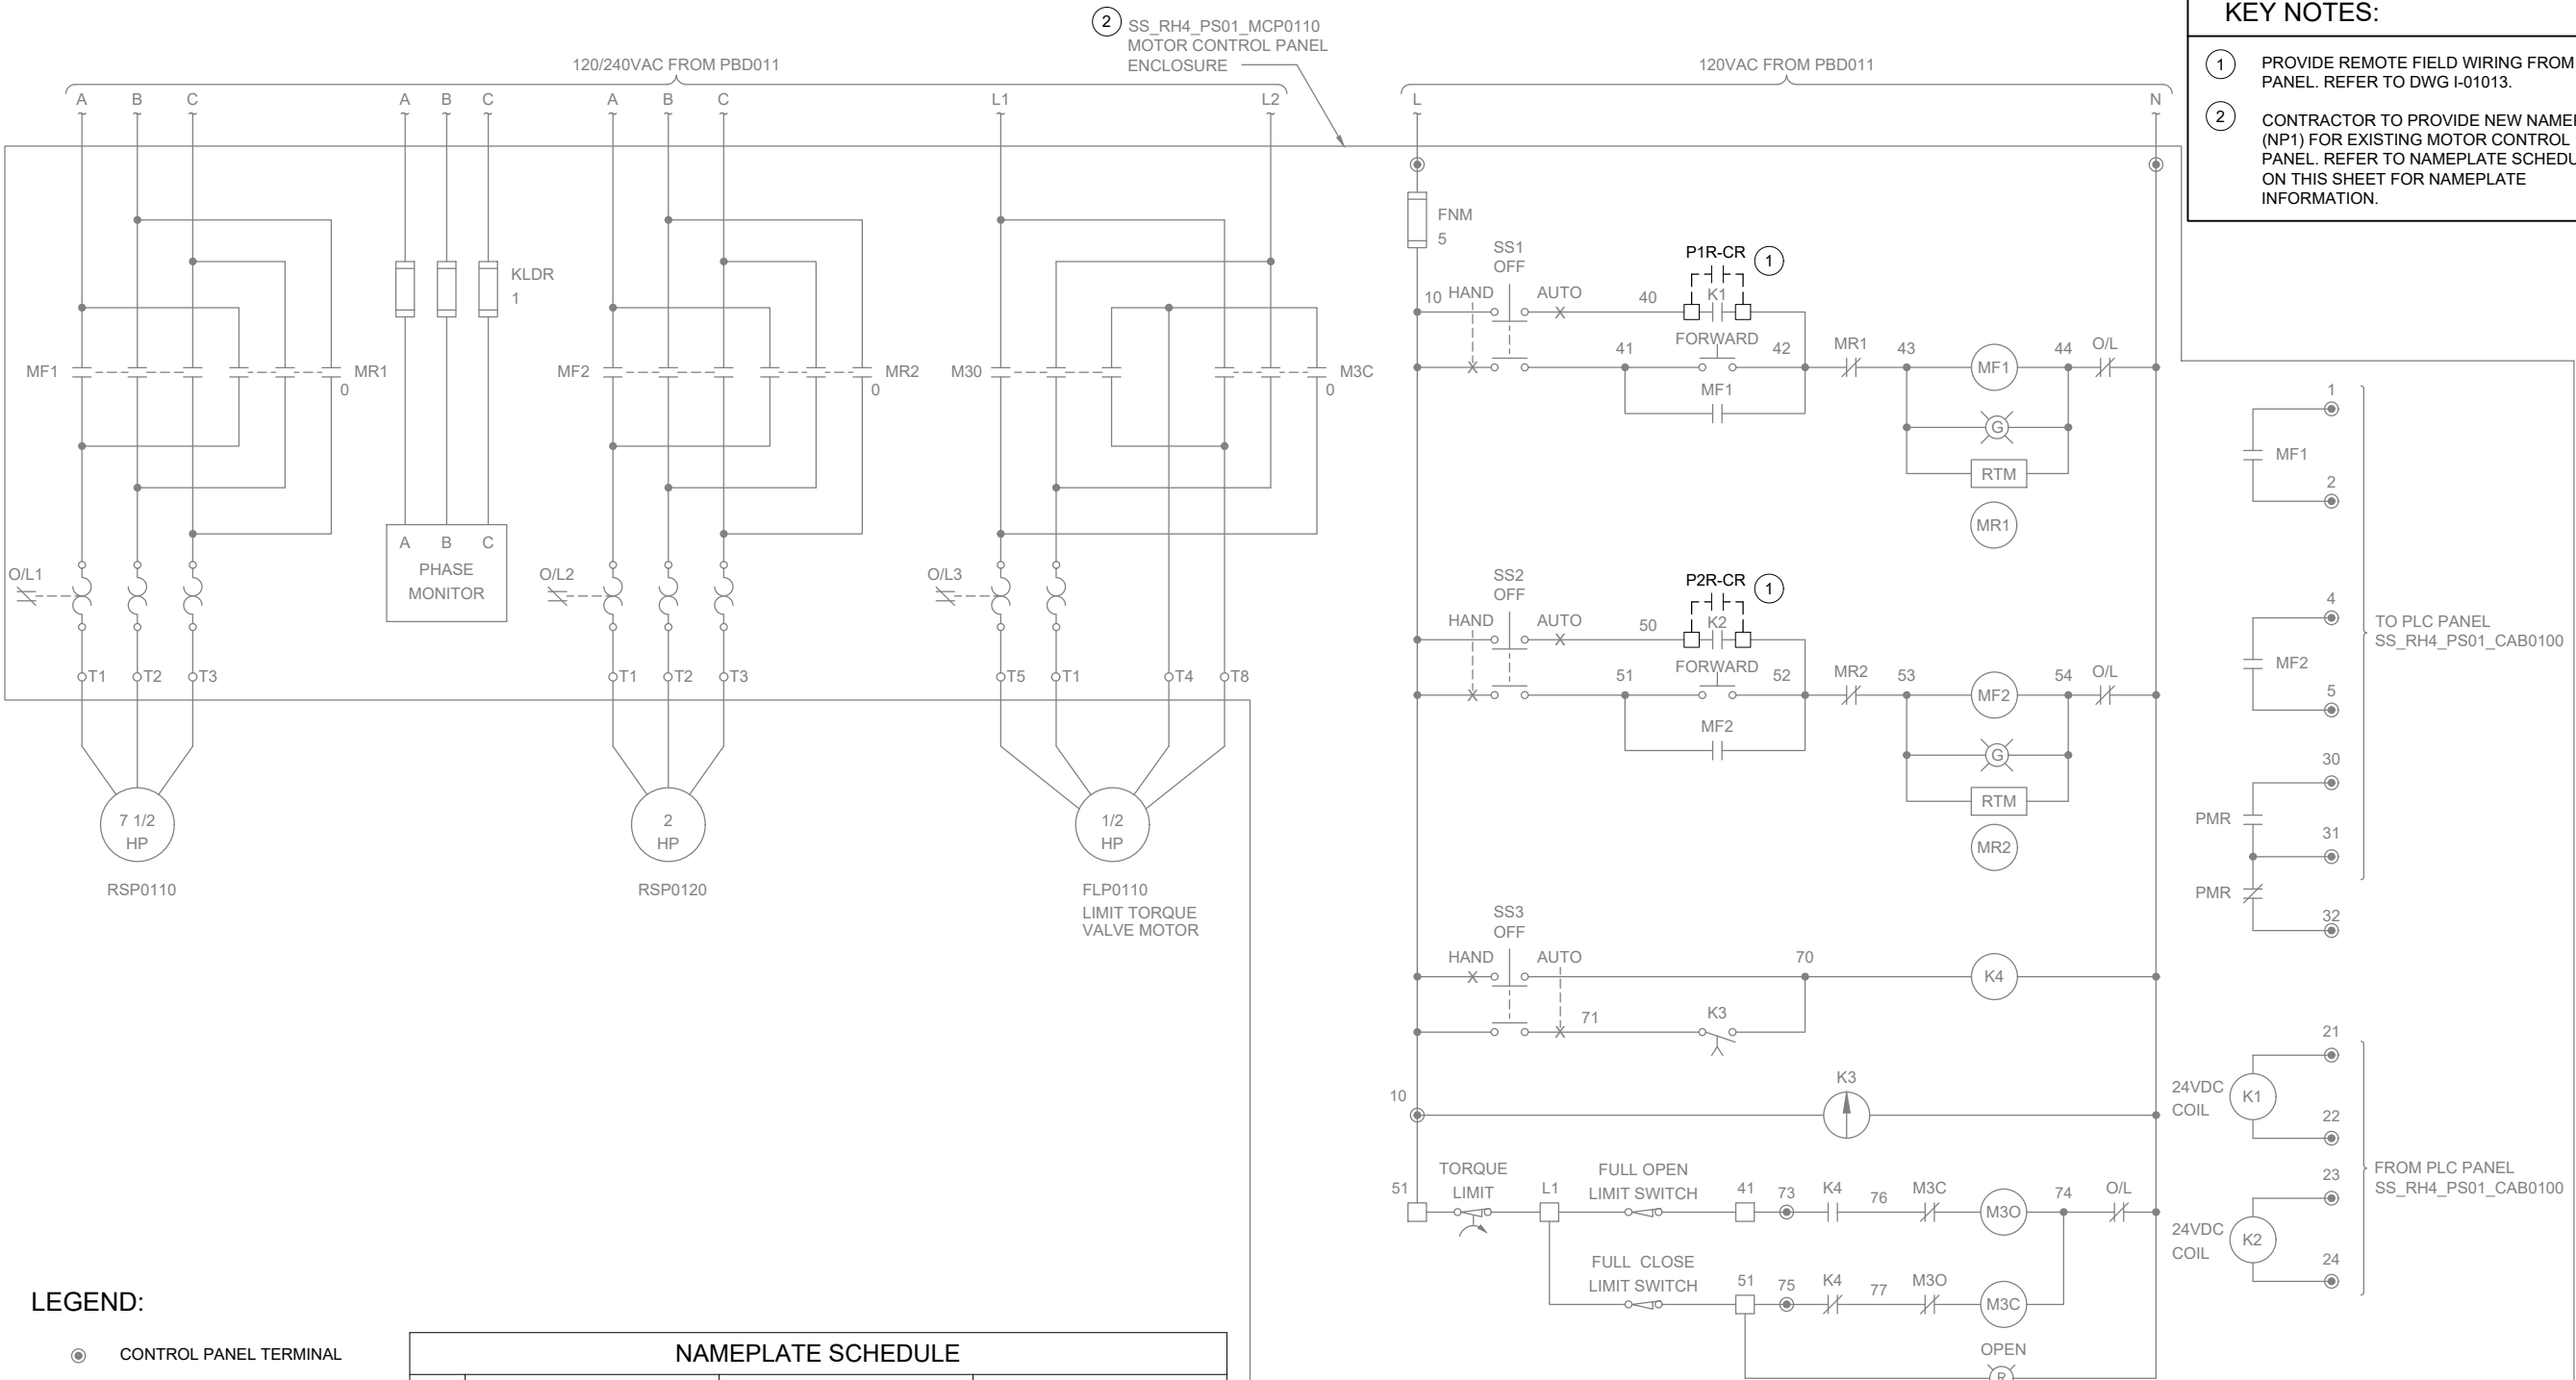 2 SS_RH4_PS01_MCP0110
MOTOR CONTROL PANEL
ENCLOSURE
120/240VAC FROM PBD011
120VAC FROM PBD011
A B C A B C A B C L1 L2 L N
KEY NOTES:
1 PROVIDE REMOTE FIELD WIRING FROM
PANEL. REFER TO DWG I-01013.
2 CONTRACTOR TO PROVIDE NEW
(NP1) FOR EXISTING MOTOR CONTROL
PANEL. REFER TO NAMEPLATE
ON THIS SHEET FOR NAMEPLATE
INFORMATION.
KLDR
1
MF1 MR1
0
MF2 MR2
0
M30 M3C
0
A B C
PHASE
MONITOR
O/L1
O/L2
O/L3
T1 T2 T3
T1 T2 T3
T5 T1 T4 T8
7 1/2
HP
2
HP
1/2
HP
RSP0110
RSP0120
FLP0110
LIMIT TORQUE
VALVE MOTOR
FNM
5
SS1
OFF
P1R-CR 1
10 HAND AUTO 40 K1
FORWARD
41 42 MR1 43 MF1 44 O/L
MF1
G
RTM
MR1
SS2
OFF
P2R-CR 1
HAND AUTO 50 K2
FORWARD
51 52 MR2 53 MF2 54 O/L
MF2
G
RTM
MR2
SS3
OFF
HAND AUTO 70 K4
71 K3
10 K3
51 TORQUE
LIMIT
L1
FULL OPEN
LIMIT SWITCH
41 73 K4 76 M3C M3O 74 O/L
FULL CLOSE
LIMIT SWITCH
51 75 K4 77 M3O M3C
OPEN
R
1
MF1
2
4
MF2
5
30
PMR
31
PMR
32
TO PLC PANEL
SS_RH4_PS01_CAB0100
21
24VDC
COIL
K1
22
23
24VDC
COIL
K2
24
FROM PLC PANEL
SS_RH4_PS01_CAB0100
LEGEND:
CONTROL PANEL TERMINAL
NAMEPLATE SCHEDULE